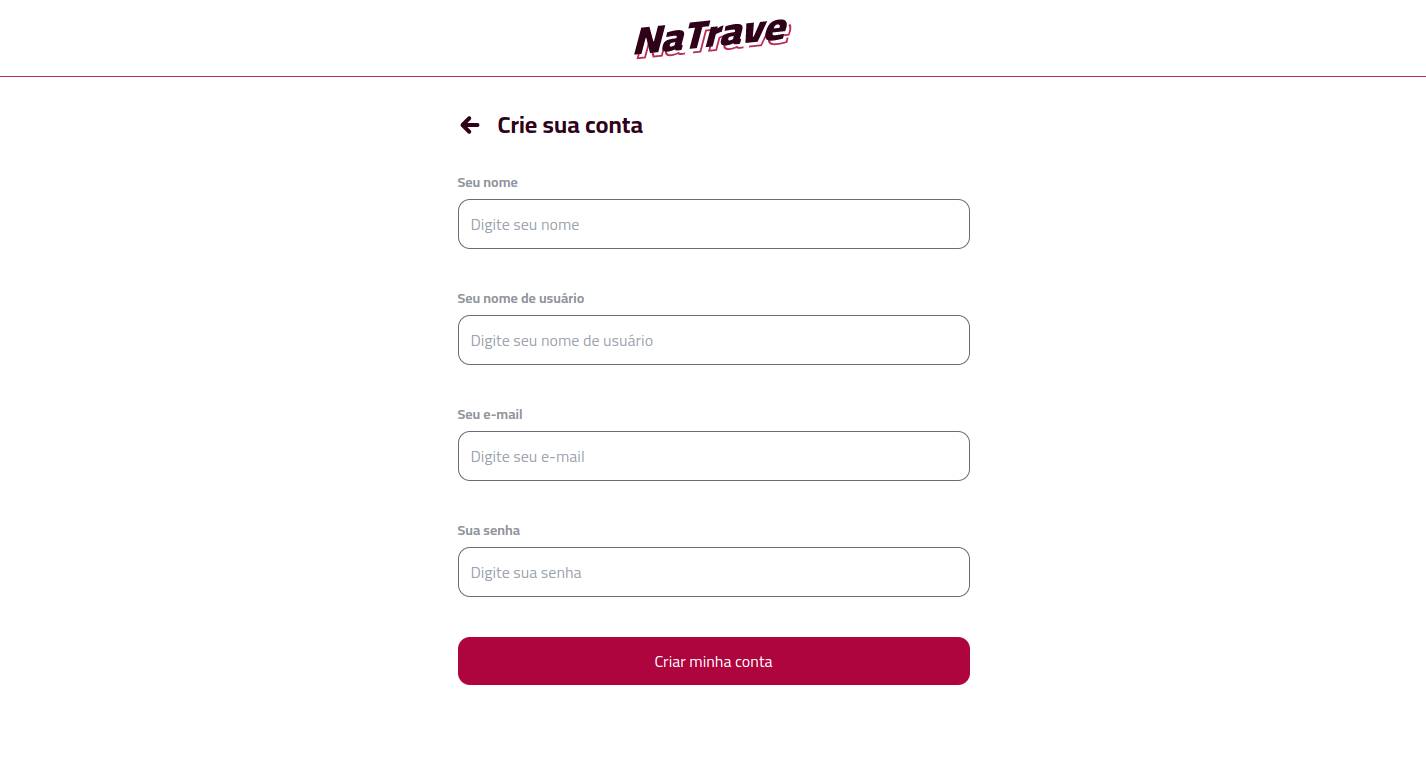 NaTrave
Crie sua conta
Seu nome
Digite seu nome
Seu nome de usuário
Digite seu nome de usuário
Seu e-mail
Digite seu e-mail
Sua senha
Digite sua senha
Criar minha conta